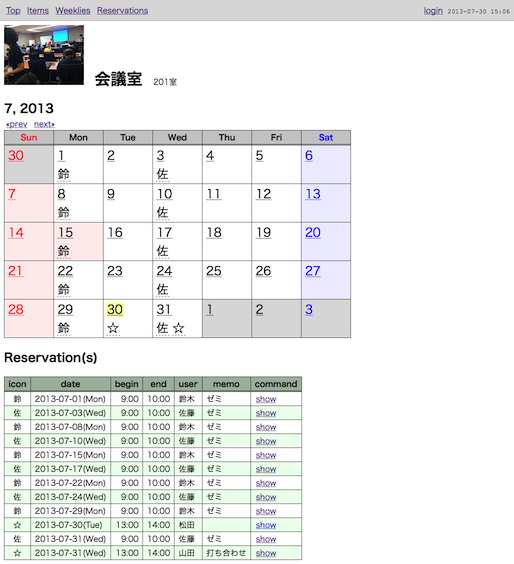 Top Items Weeklies Reservations login 2013-07-30 15:06
会議室 201室
7, 2013
«prev next»
Sun Mon Tue Wed Thu Fri Sat
30 1 2 3 4 5 6
鈴 佐
7 8 9 10 11 12 13
鈴 佐
14 15 16 17 18 19 20
鈴 佐
21 22 23 24 25 26 27
鈴 佐
28 29 30 31 1 2 3
鈴 ☆ 佐 ☆
Reservation(s)
icon date begin end user memo command
鈴 2013-07-01(Mon) 9:00 10:00 鈴木 ゼミ show
佐 2013-07-03(Wed) 9:00 10:00 佐藤 ゼミ show
鈴 2013-07-08(Mon) 9:00 10:00 鈴木 ゼミ show
佐 2013-07-10(Wed) 9:00 10:00 佐藤 ゼミ show
鈴 2013-07-15(Mon) 9:00 10:00 鈴木 ゼミ show
佐 2013-07-17(Wed) 9:00 10:00 佐藤 ゼミ show
鈴 2013-07-22(Mon) 9:00 10:00 鈴木 ゼミ show
佐 2013-07-24(Wed) 9:00 10:00 佐藤 ゼミ show
鈴 2013-07-29(Mon) 9:00 10:00 鈴木 ゼミ show
☆ 2013-07-30(Tue) 13:00 14:00 松田 show
佐 2013-07-31(Wed) 9:00 10:00 佐藤 ゼミ show
☆ 2013-07-31(Wed) 13:00 14:00 山田 打ち合わせ show